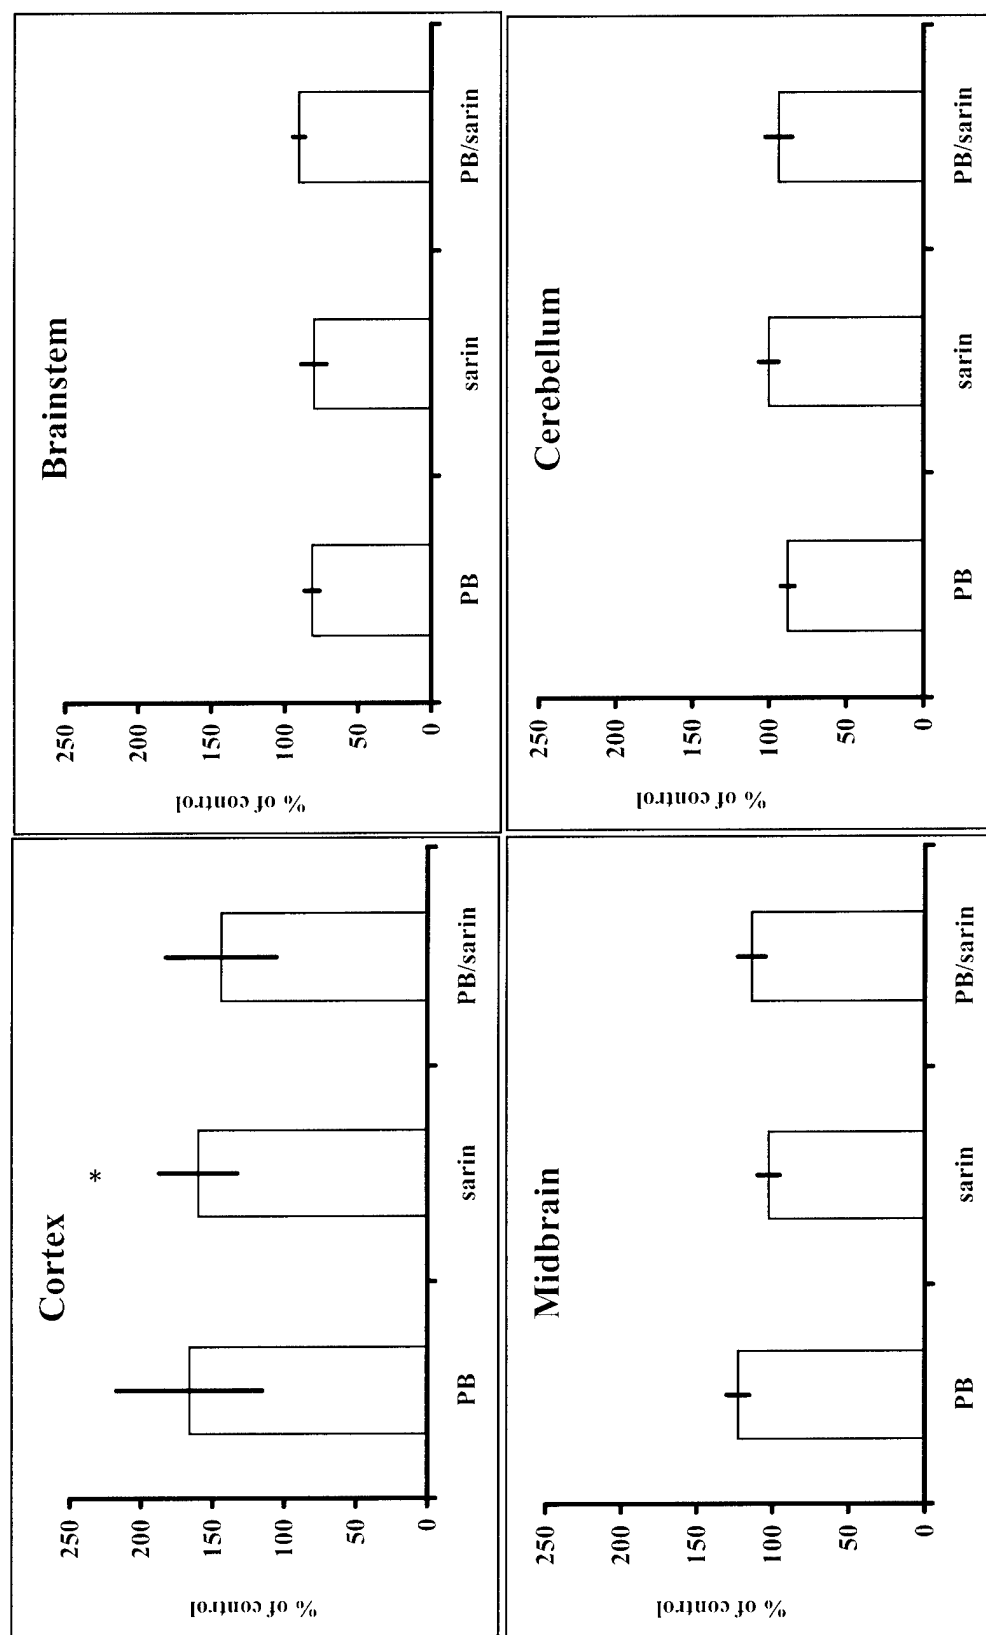 Cortex
% of control
250
200
150
100
50
0
*
PB
sarin
PB/sarin
Brainstem
% of control
250
200
150
100
50
0
PB
sarin
PB/sarin
Midbrain
% of control
250
200
150
100
50
0
PB
sarin
PB/sarin
Cerebellum
% of control
250
200
150
100
50
0
PB
sarin
PB/sarin